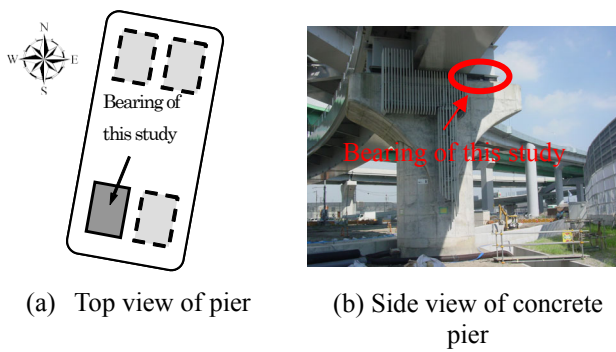 N
W E
S
Bearing of
this study
Bearing of this study
(a) Top view of pier
(b) Side view of concrete
pier